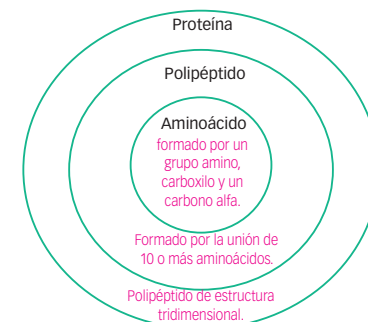 Proteína
Polipéptido
Aminoácido
formado por un
grupo amino,
carboxilo y un
carbono alfa.
Formado por la unión de
10 o más aminoácidos.
Polipéptido de estructura
tridimensional.